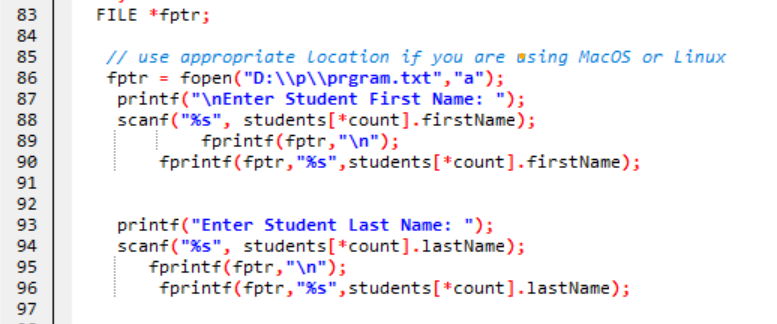 83 FILE *fptr;
84
85 // use appropriate location if you are using MacOS or Linux
86 fptr = fopen("D:\\p\\prgram.txt","a");
87 printf("\nEnter Student First Name: ");
88 scanf("%s", students[*count].firstName);
89 fprintf(fptr,"\n");
90 fprintf(fptr,"%s",students[*count].firstName);
91
92
93 printf("Enter Student Last Name: ");
94 scanf("%s", students[*count].lastName);
95 fprintf(fptr,"\n");
96 fprintf(fptr,"%s",students[*count].lastName);
97